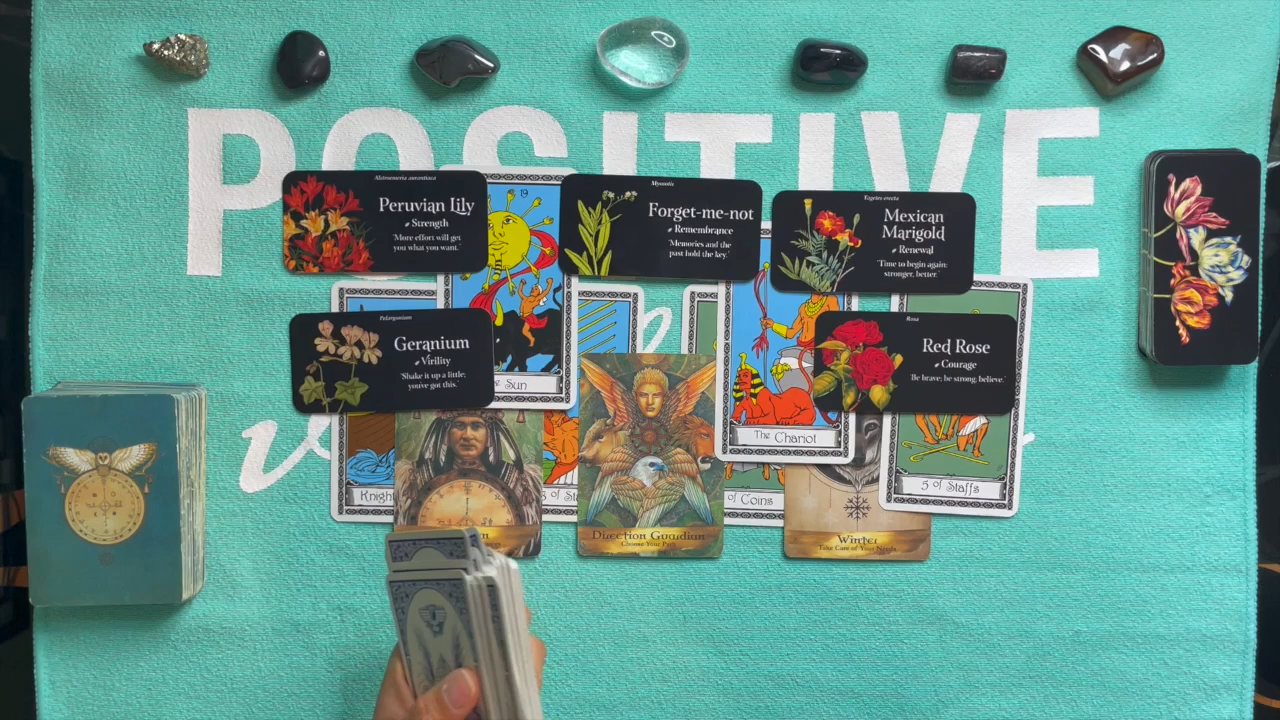 POSITIVE
Alstroemeria aurantiaca
Peruvian Lily
Strength
'More effort will get
you what you want.'
19
Myosotis
Forget-me-not
Remembrance
'Memories and the
past hold the key.'
Tagetes erecta
Mexican
Marigold
Renewal
'Time to begin again:
stronger, better.'
Pelargonium
Geranium
Virility
'Shake it up a little;
you've got this.'
Sun
Rosa
Red Rose
Courage
'Be brave; be strong; believe.'
The Chariot
Knigh
of St
of Coins
5 of Staffs
Direction Guardian
Choose Your Path
Winter
Take Care of Your Needs